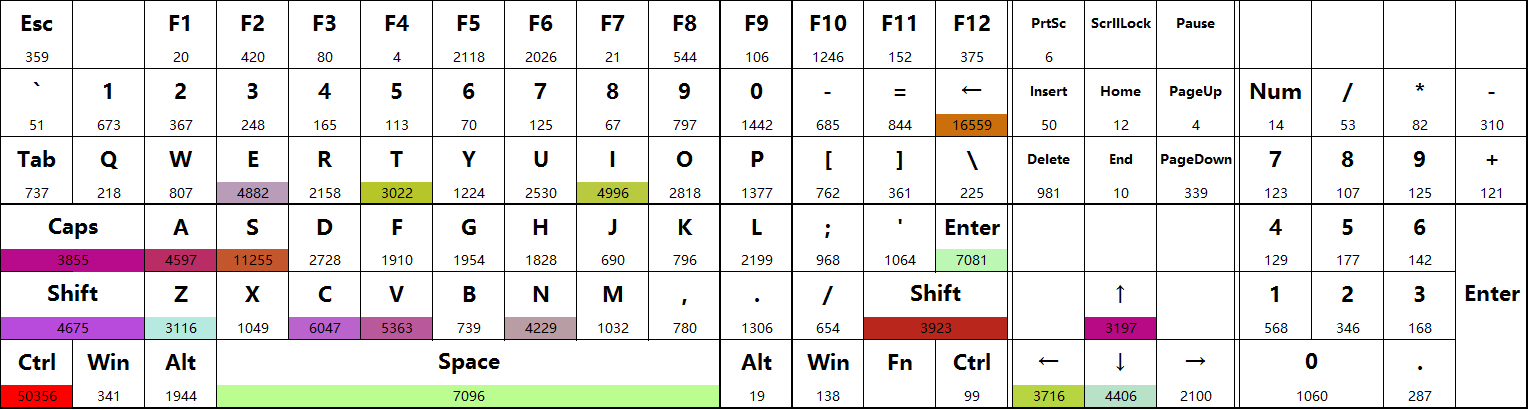 Esc F1 F2 F3 F4 F5 F6 F7 F8 F9 F10 F11 F12 PrtSc ScrllLock Pause
359 20 420 80 4 2118 2026 21 544 106 1246 152 375 6
` 1 2 3 4 5 6 7 8 9 0 - = ← Insert Home PageUp Num / * -
51 673 367 248 165 113 70 125 67 797 1442 685 844 16559 50 12 4 14 53 82 310
Tab Q W E R T Y U I O P [ ] \ Delete End PageDown 7 8 9 +
737 218 807 4882 2158 3022 1224 2530 4996 2818 1377 762 361 225 981 10 339 123 107 125 121
Caps A S D F G H J K L ; ' Enter 4 5 6
3855 4597 11255 2728 1910 1954 1828 690 796 2199 968 1064 7081 129 177 142
Shift Z X C V B N M , . / Shift ↑ 1 2 3 Enter
4675 3116 1049 6047 5363 739 4229 1032 780 1306 654 3923 3197 568 346 168
Ctrl Win Alt Space Alt Win Fn Ctrl ← ↓ → 0 .
50356 341 1944 7096 19 138 99 3716 4406 2100 1060 287